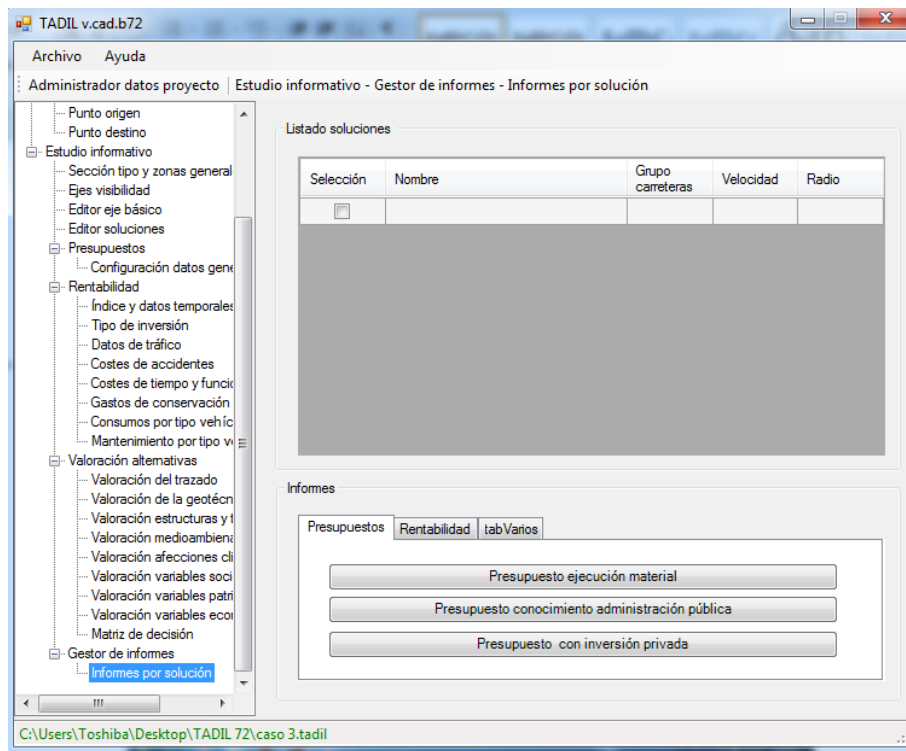 TADIL v.cad.b72
Archivo Ayuda
Administrador datos proyecto Estudio informativo - Gestor de informes - Informes por solución
Punto origen
Punto destino
Estudio informativo
Sección tipo y zonas general
Ejes visibilidad
Editor eje básico
Editor soluciones
Presupuestos
Configuración datos gene
Rentabilidad
Índice y datos temporales
Tipo de inversión
Datos de tráfico
Costes de accidentes
Costes de tiempo y funcio
Gastos de conservación
Consumos por tipo vehíc
Mantenimiento por tipo ve
Valoración alternativas
Valoración del trazado
Valoración de la geotécn
Valoración estructuras y t
Valoración medioambiena
Valoración afecciones cli
Valoración variables soci
Valoración variables patri
Valoración variables econ
Matriz de decisión
Gestor de informes
Informes por solución
Listado soluciones
Selección Nombre Grupo carreteras Velocidad Radio
Informes
Presupuestos Rentabilidad tabVarios
Presupuesto ejecución material
Presupuesto conocimiento administración pública
Presupuesto con inversión privada
C:\Users\Toshiba\Desktop\TADIL 72\caso 3.tadil